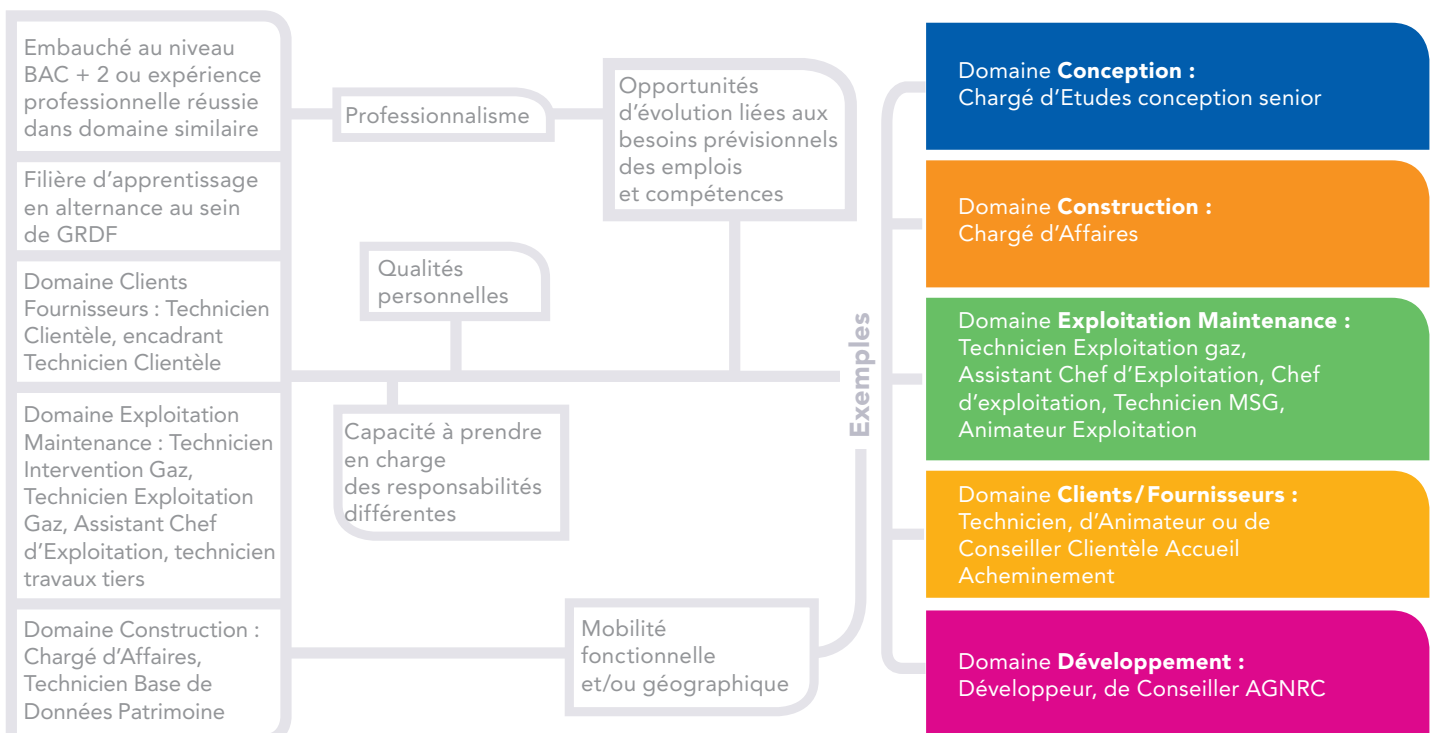 Embauché au niveau
BAC + 2 ou expérience
professionnelle réussie
dans domaine similaire
Filière d'apprentissage
en alternance au sein
de GRDF
Domaine Clients
Fournisseurs : Technicien
Clientèle, encadrant
Technicien Clientèle
Domaine Exploitation
Maintenance : Technicien
Intervention Gaz,
Technicien Exploitation
Gaz, Assistant Chef
d'Exploitation, technicien
travaux tiers
Domaine Construction :
Chargé d'Affaires,
Technicien Base de
Données Patrimoine
Professionnalisme
Opportunités
d'évolution liées aux
besoins prévisionnels
des emplois
et compétences
Qualités
personnelles
Capacité à prendre
en charge
des responsabilités
différentes
Mobilité
fonctionnelle
et/ou géographique
Exemples
Domaine Conception :
Chargé d'Etudes conception senior
Domaine Construction :
Chargé d'Affaires
Domaine Exploitation Maintenance :
Technicien Exploitation gaz,
Assistant Chef d'Exploitation, Chef
d'exploitation, Technicien MSG,
Animateur Exploitation
Domaine Clients/Fournisseurs :
Technicien, d'Animateur ou de
Conseiller Clientèle Accueil
Acheminement
Domaine Développement :
Développeur, de Conseiller AGNRC